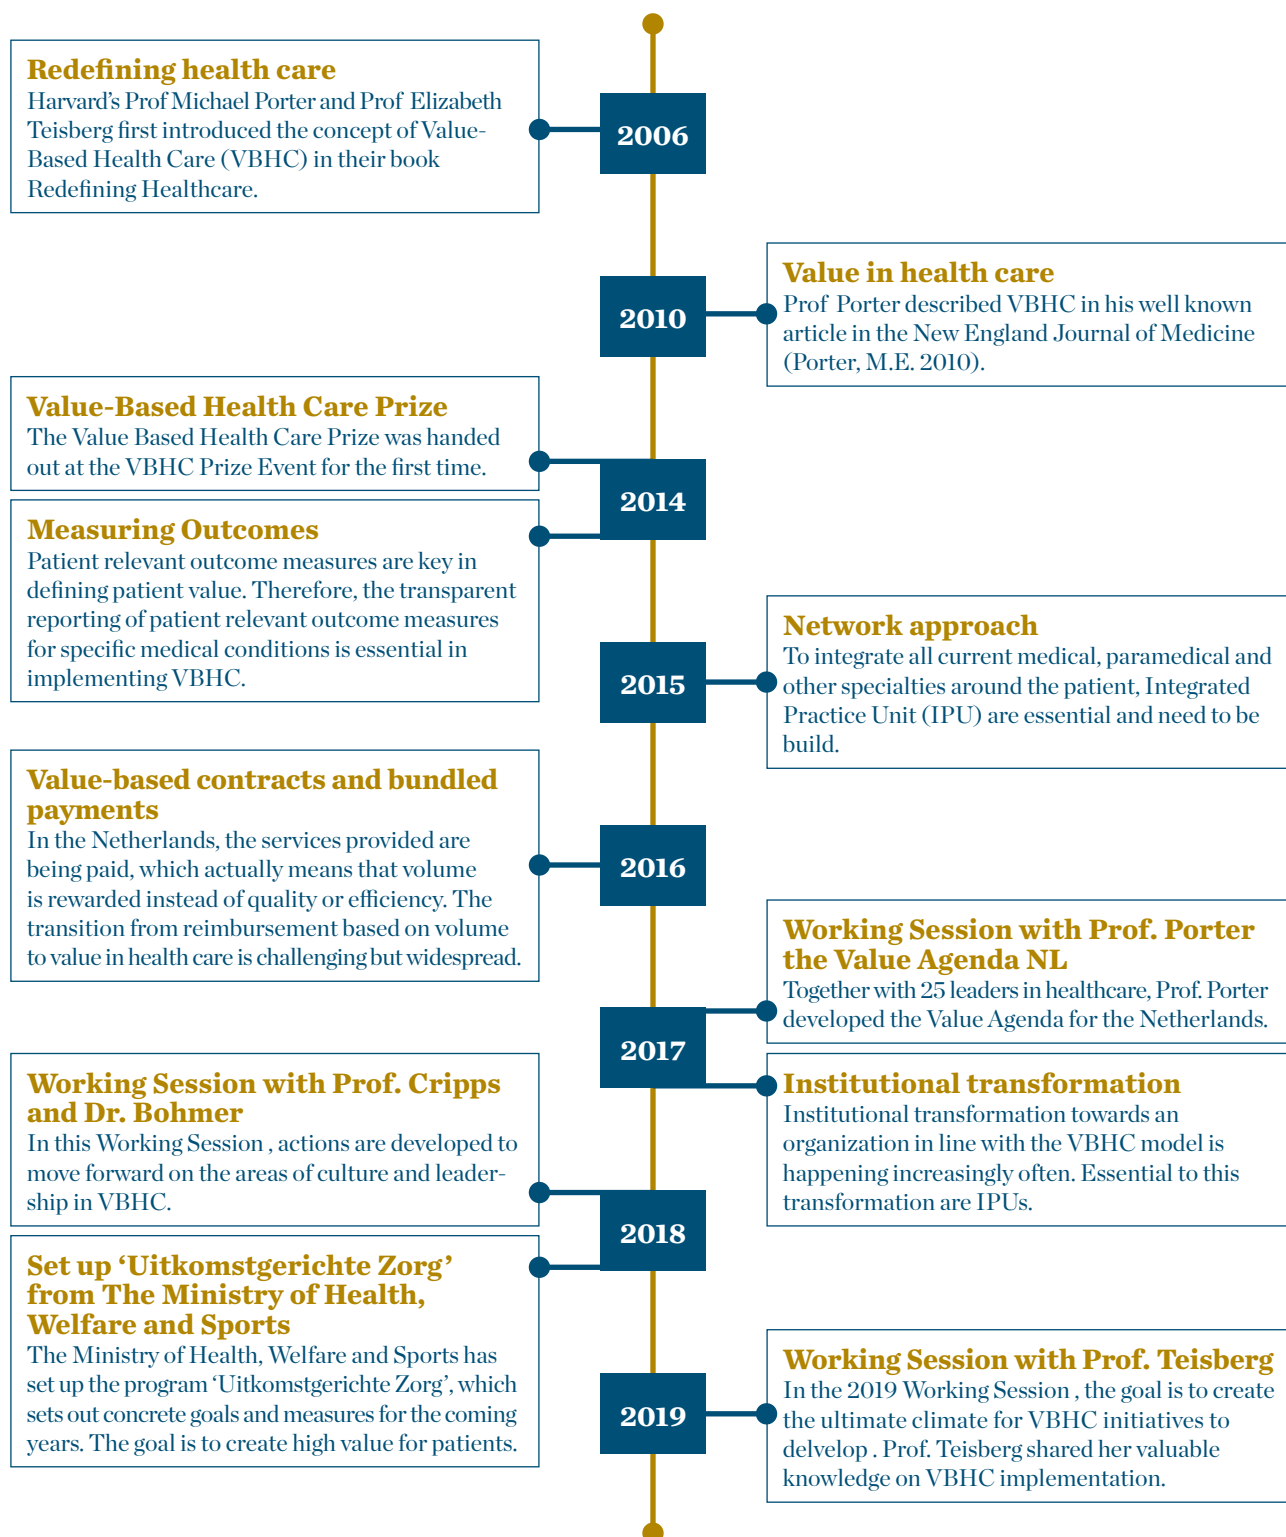 Redefining health care
Harvard's Prof Michael Porter and Prof Elizabeth
Teisberg first introduced the concept of Value-
Based Health Care (VBHC) in their book
Redefining Healthcare.
2006
2010
Value in health care
Prof Porter described VBHC in his well known
article in the New England Journal of Medicine
(Porter, M.E. 2010).
Value-Based Health Care Prize
The Value Based Health Care Prize was handed
out at the VBHC Prize Event for the first time.
2014
Measuring Outcomes
Patient relevant outcome measures are key in
defining patient value. Therefore, the transparent
reporting of patient relevant outcome measures
for specific medical conditions is essential in
implementing VBHC.
2015
Network approach
To integrate all current medical, paramedical and
other specialties around the patient, Integrated
Practice Unit (IPU) are essential and need to be
build.
Value-based contracts and bundled
payments
In the Netherlands, the services provided are
being paid, which actually means that volume
is rewarded instead of quality or efficiency. The
transition from reimbursement based on volume
to value in health care is challenging but widespread.
2016
Working Session with Prof. Porter
the Value Agenda NL
Together with 25 leaders in healthcare, Prof. Porter
developed the Value Agenda for the Netherlands.
2017
Institutional transformation
Institutional transformation towards an
organization in line with the VBHC model is
happening increasingly often. Essential to this
transformation are IPUs.
Working Session with Prof. Cripps
and Dr. Bohmer
In this Working Session , actions are developed to
move forward on the areas of culture and leader-
ship in VBHC.
2018
Set up ‘Uitkomstgerichte Zorg’
from The Ministry of Health,
Welfare and Sports
The Ministry of Health, Welfare and Sports has
set up the program ‘Uitkomstgerichte Zorg’, which
sets out concrete goals and measures for the coming
years. The goal is to create high value for patients.
2019
Working Session with Prof. Teisberg
In the 2019 Working Session , the goal is to create
the ultimate climate for VBHC initiatives to
delvelop . Prof. Teisberg shared her valuable
knowledge on VBHC implementation.